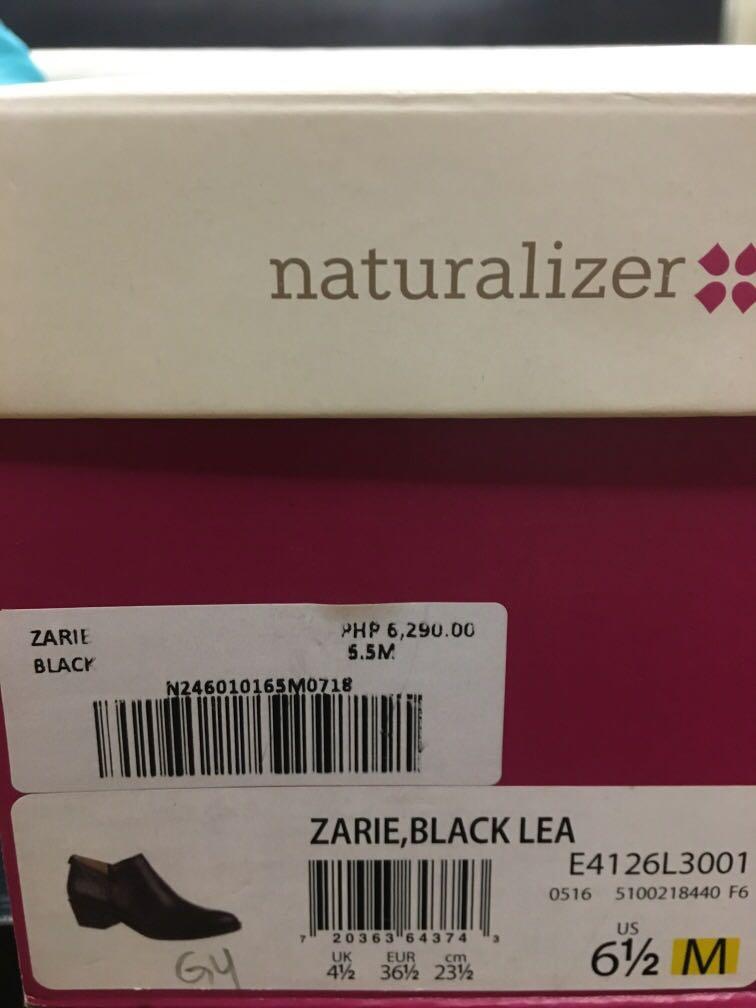 naturalizer
ZARIE PHP 6,290.00
BLACK 5.5M
N246010165M0718
ZARIE,BLACK LEA
E4126L3001
0516 5100218440 F6
7 20363 64374 3
UK EUR cm
4½ 36½ 23½
US
6½ M
G4